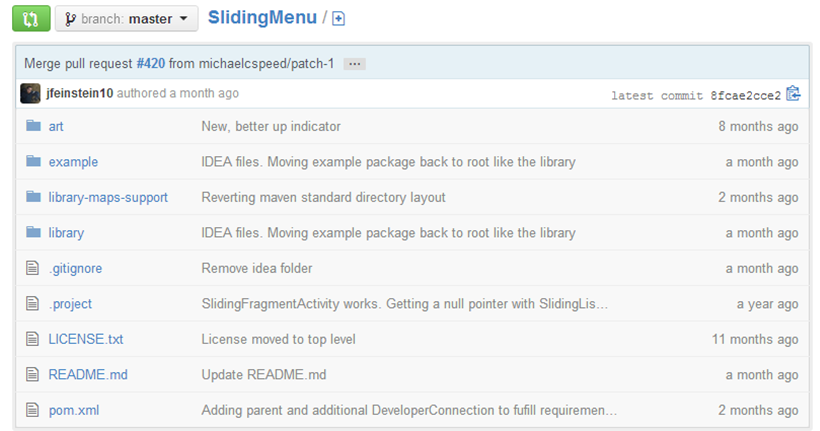 branch: master SlidingMenu /
Merge pull request #420 from michaelcspeed/patch-1 ...
jfeinstein10 authored a month ago latest commit 8fcae2cce2
art New, better up indicator 8 months ago
example IDEA files. Moving example package back to root like the library a month ago
library-maps-support Reverting maven standard directory layout 2 months ago
library IDEA files. Moving example package back to root like the library a month ago
.gitignore Remove idea folder a month ago
.project SlidingFragmentActivity works. Getting a null pointer with SlidingLis... a year ago
LICENSE.txt License moved to top level 11 months ago
README.md Update README.md a month ago
pom.xml Adding parent and additional DeveloperConnection to fufill requiremen... 2 months ago